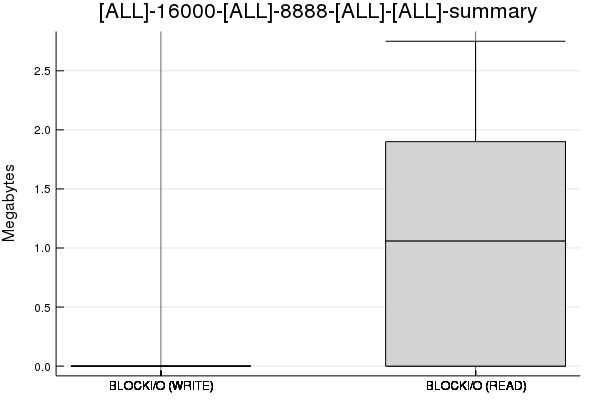 [ALL]-16000-[ALL]-8888-[ALL]-[ALL]-summary
Megabytes
2.5
2.0
1.5
1.0
0.5
0.0
BLOCKI/O (WRITE)
BLOCKI/O (READ)